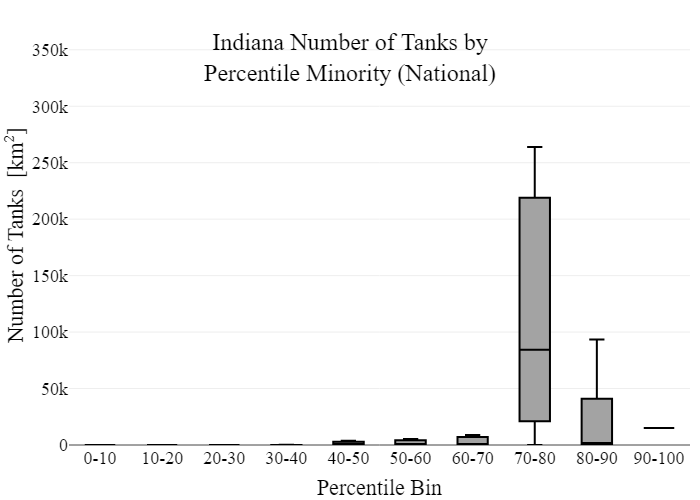 Indiana Number of Tanks by
Percentile Minority (National)
350k
300k
250k
200k
150k
100k
50k
0
Number of Tanks [km²]
0-10 10-20 20-30 30-40 40-50 50-60 60-70 70-80 80-90 90-100
Percentile Bin